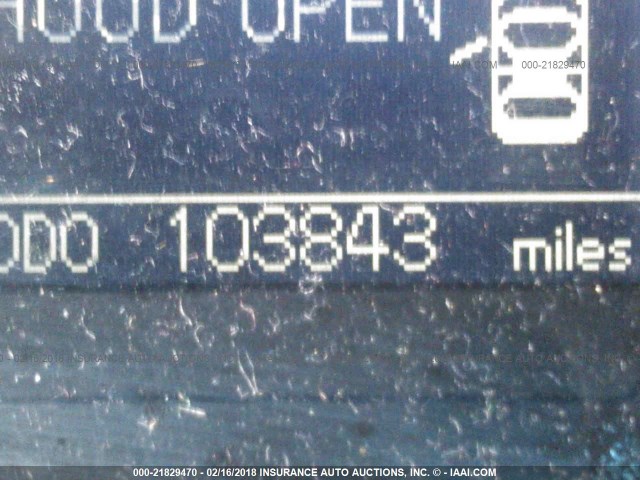 HOOD OPEN
000-21829470
ODO 103843 miles
000-21829470 - 02/16/2018 INSURANCE AUTO AUCTIONS, INC. © - IAAI.COM